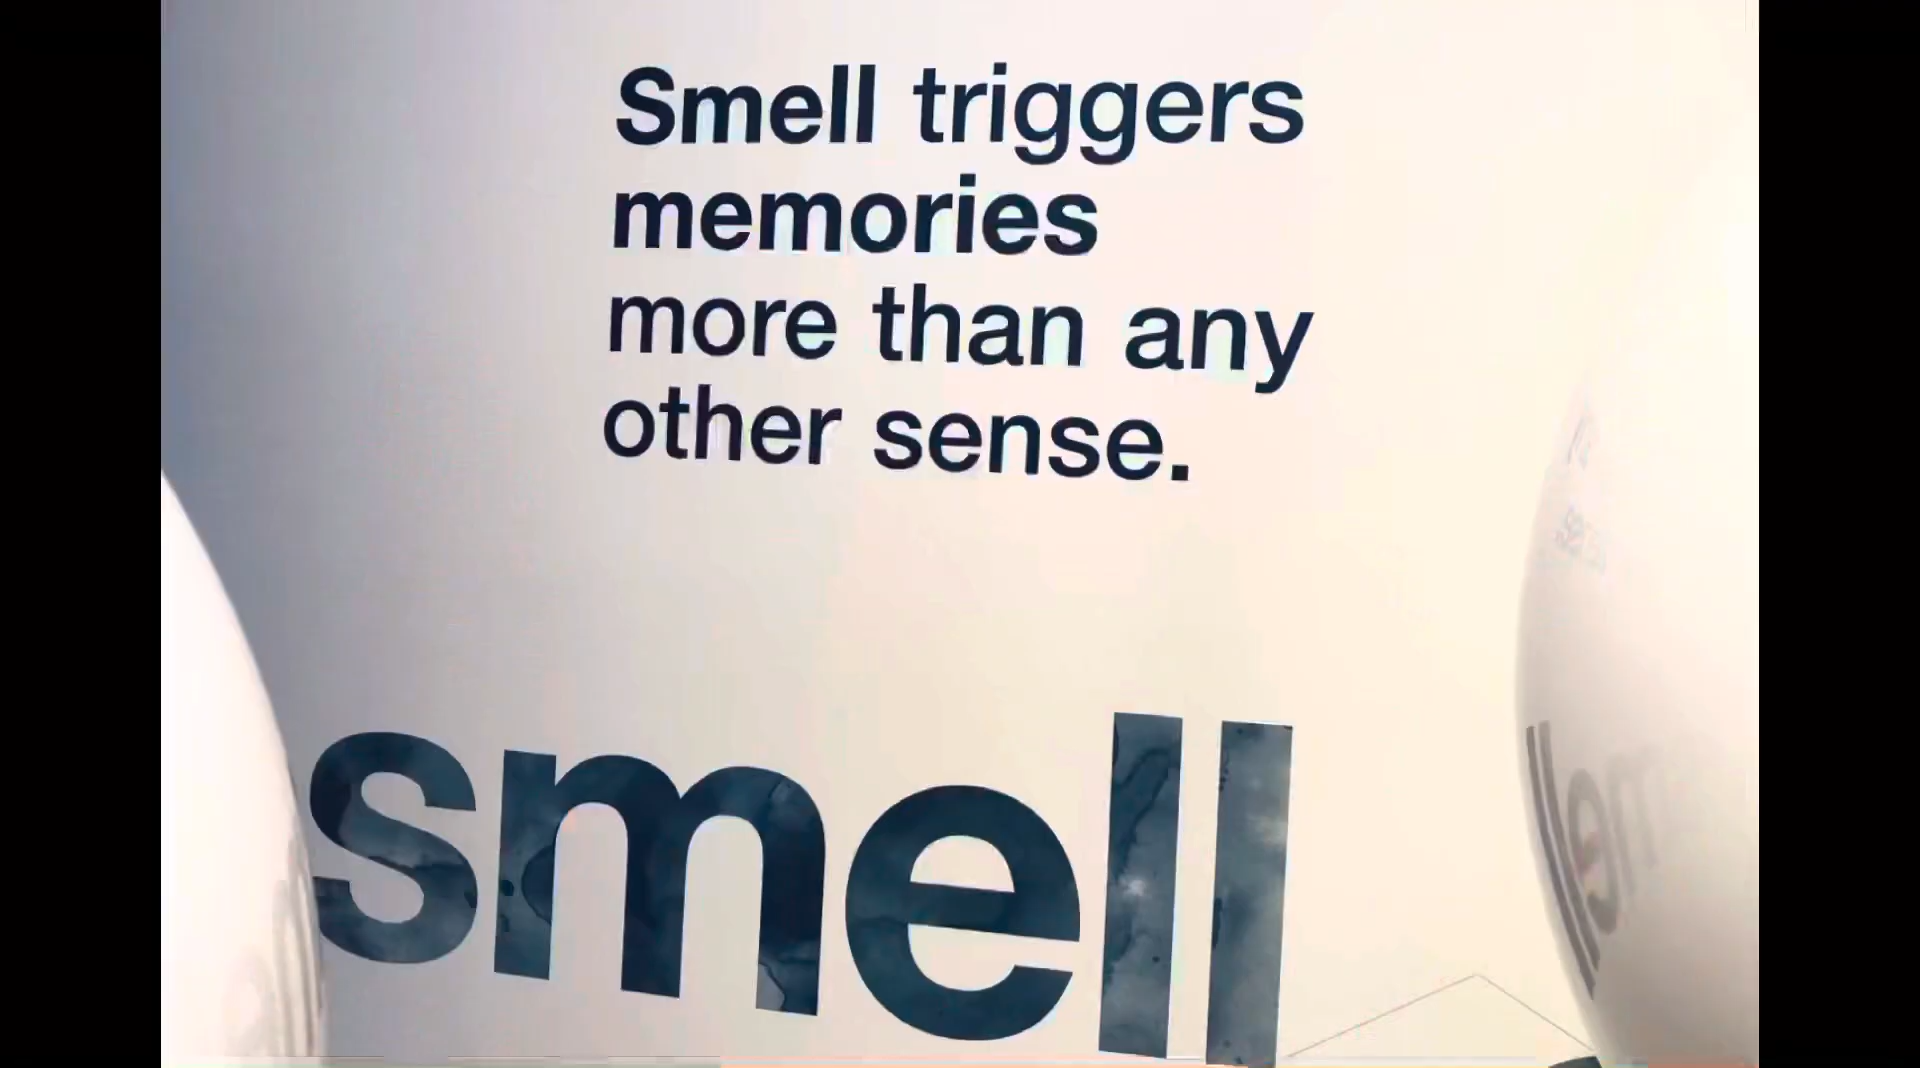 Smell triggers
memories
more than any
other sense.
smell